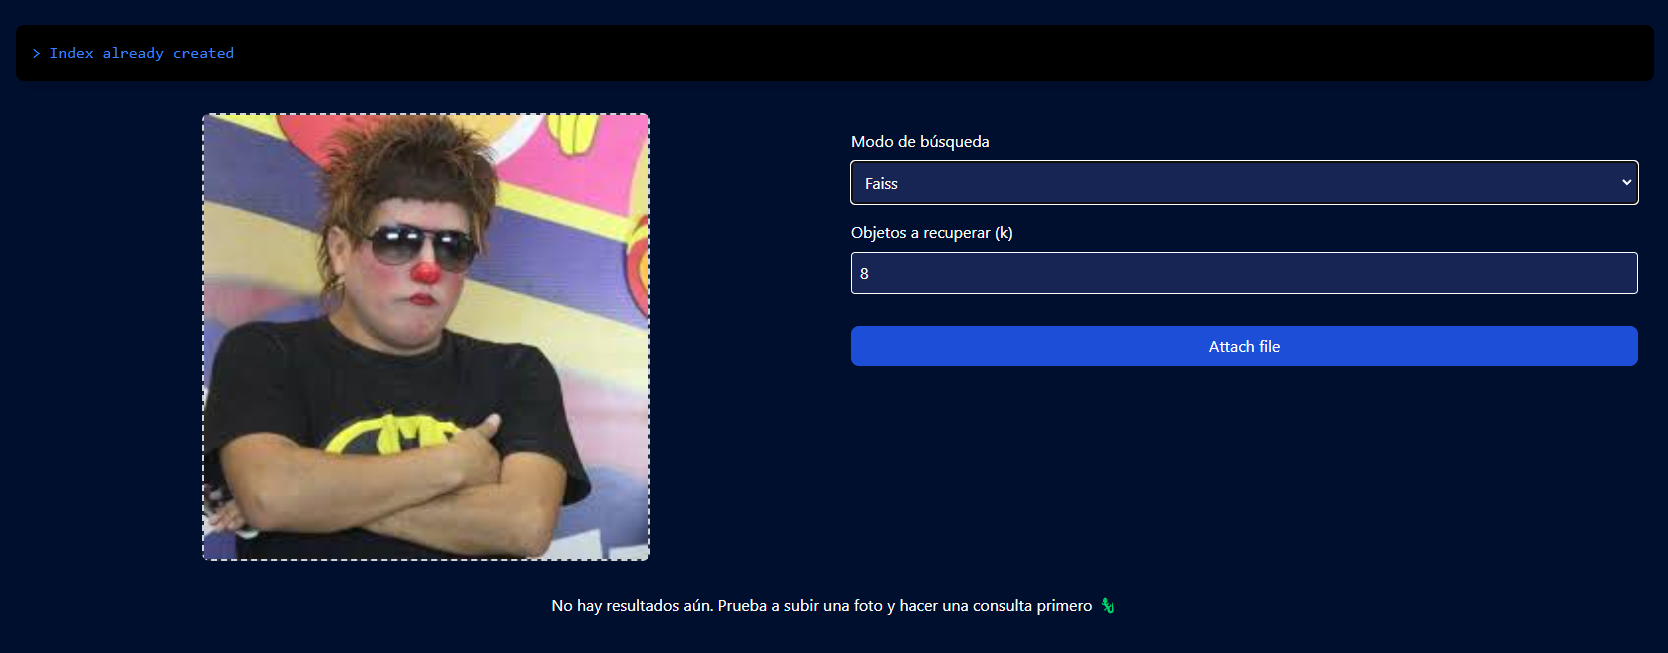 > Index already created
Modo de búsqueda
Faiss
Objetos a recuperar (k)
8
Attach file
No hay resultados aún. Prueba a subir una foto y hacer una consulta primero 🦎